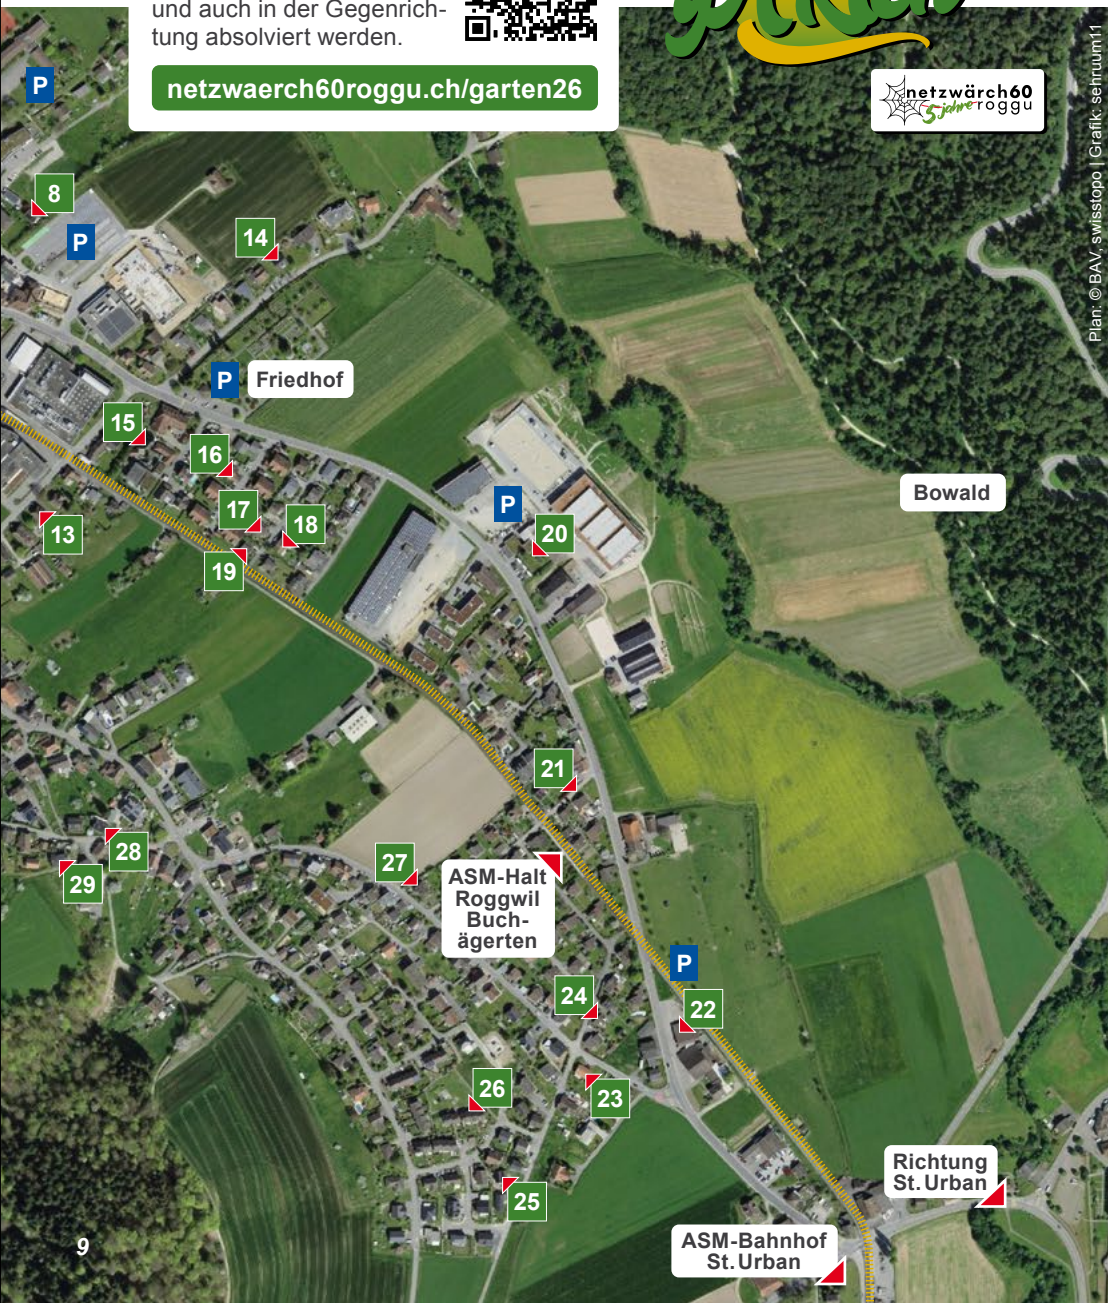 und auch in der Gegenrich-
tung absolviert werden.
netzwaerch60roggu.ch/garten26
netzwärch60
5 jahre roggu
Plan: © BAV, swisstopo | Grafik: sehruum11
P
8
P
14
P Friedhof
15
16
17
18
13
19
P
20
Bowald
21
28
29
27
ASM-Halt
Roggwil
Buch-
ägerten
P
24
22
26
23
25
Richtung
St. Urban
ASM-Bahnhof
St. Urban
9